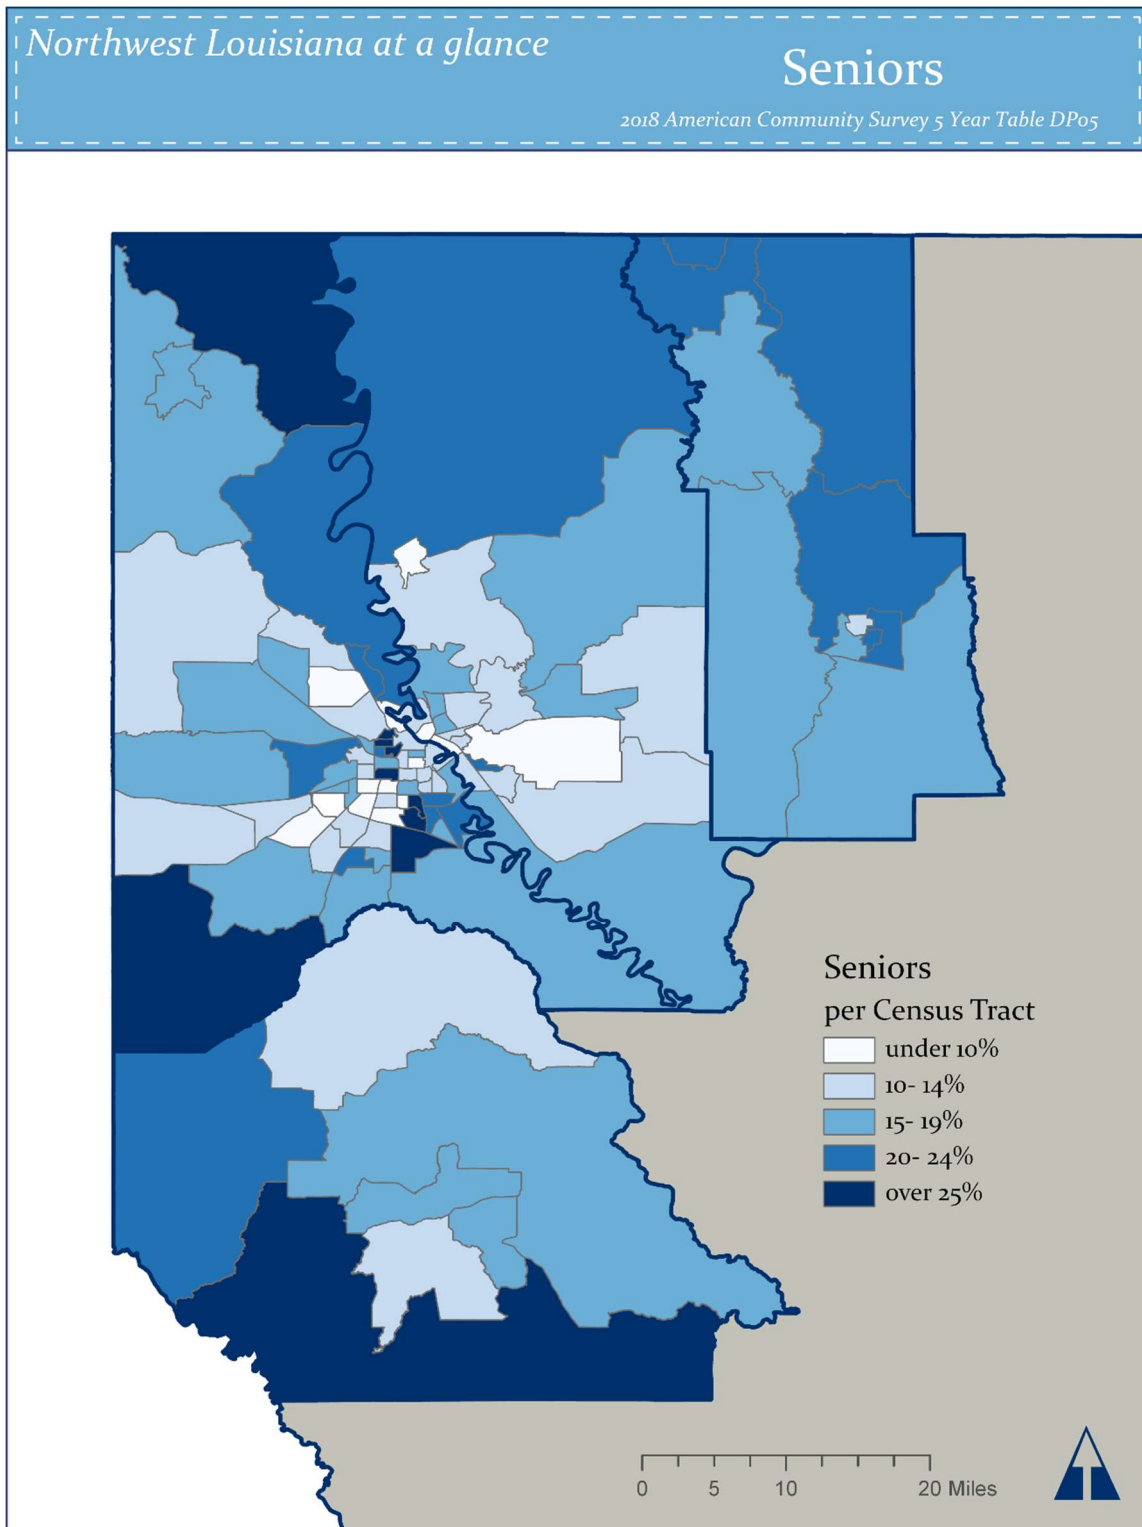 Northwest Louisiana at a glance
Seniors
2018 American Community Survey 5 Year Table DP05
Seniors
per Census Tract
under 10%
10- 14%
15- 19%
20- 24%
over 25%
0 5 10 20 Miles